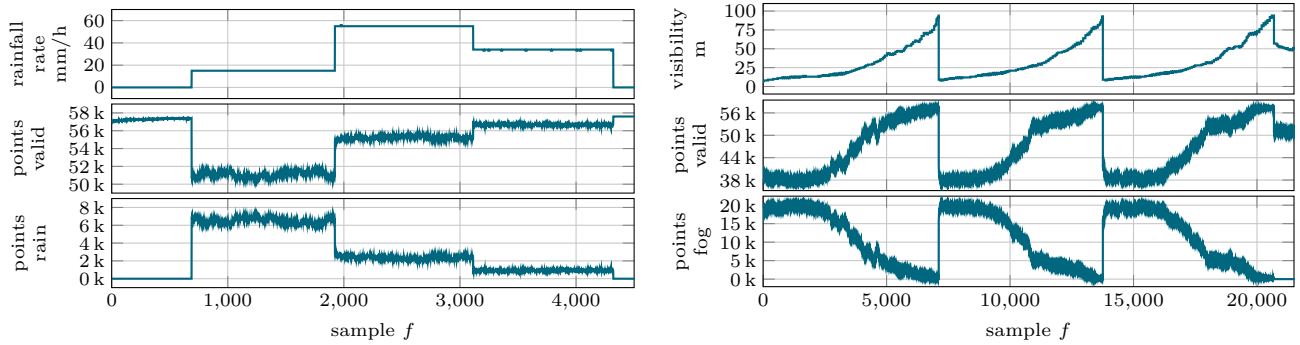 rainfall
rate
mm/h
60
40
20
0
points
valid
58 k
56 k
54 k
52 k
50 k
points
rain
8 k
6 k
4 k
2 k
0 k
0
1,000
2,000
3,000
4,000
sample f
visibility
m
100
75
50
25
0
points
valid
56 k
50 k
44 k
38 k
points
fog
20 k
15 k
10 k
5 k
0 k
0
5,000
10,000
15,000
20,000
sample f